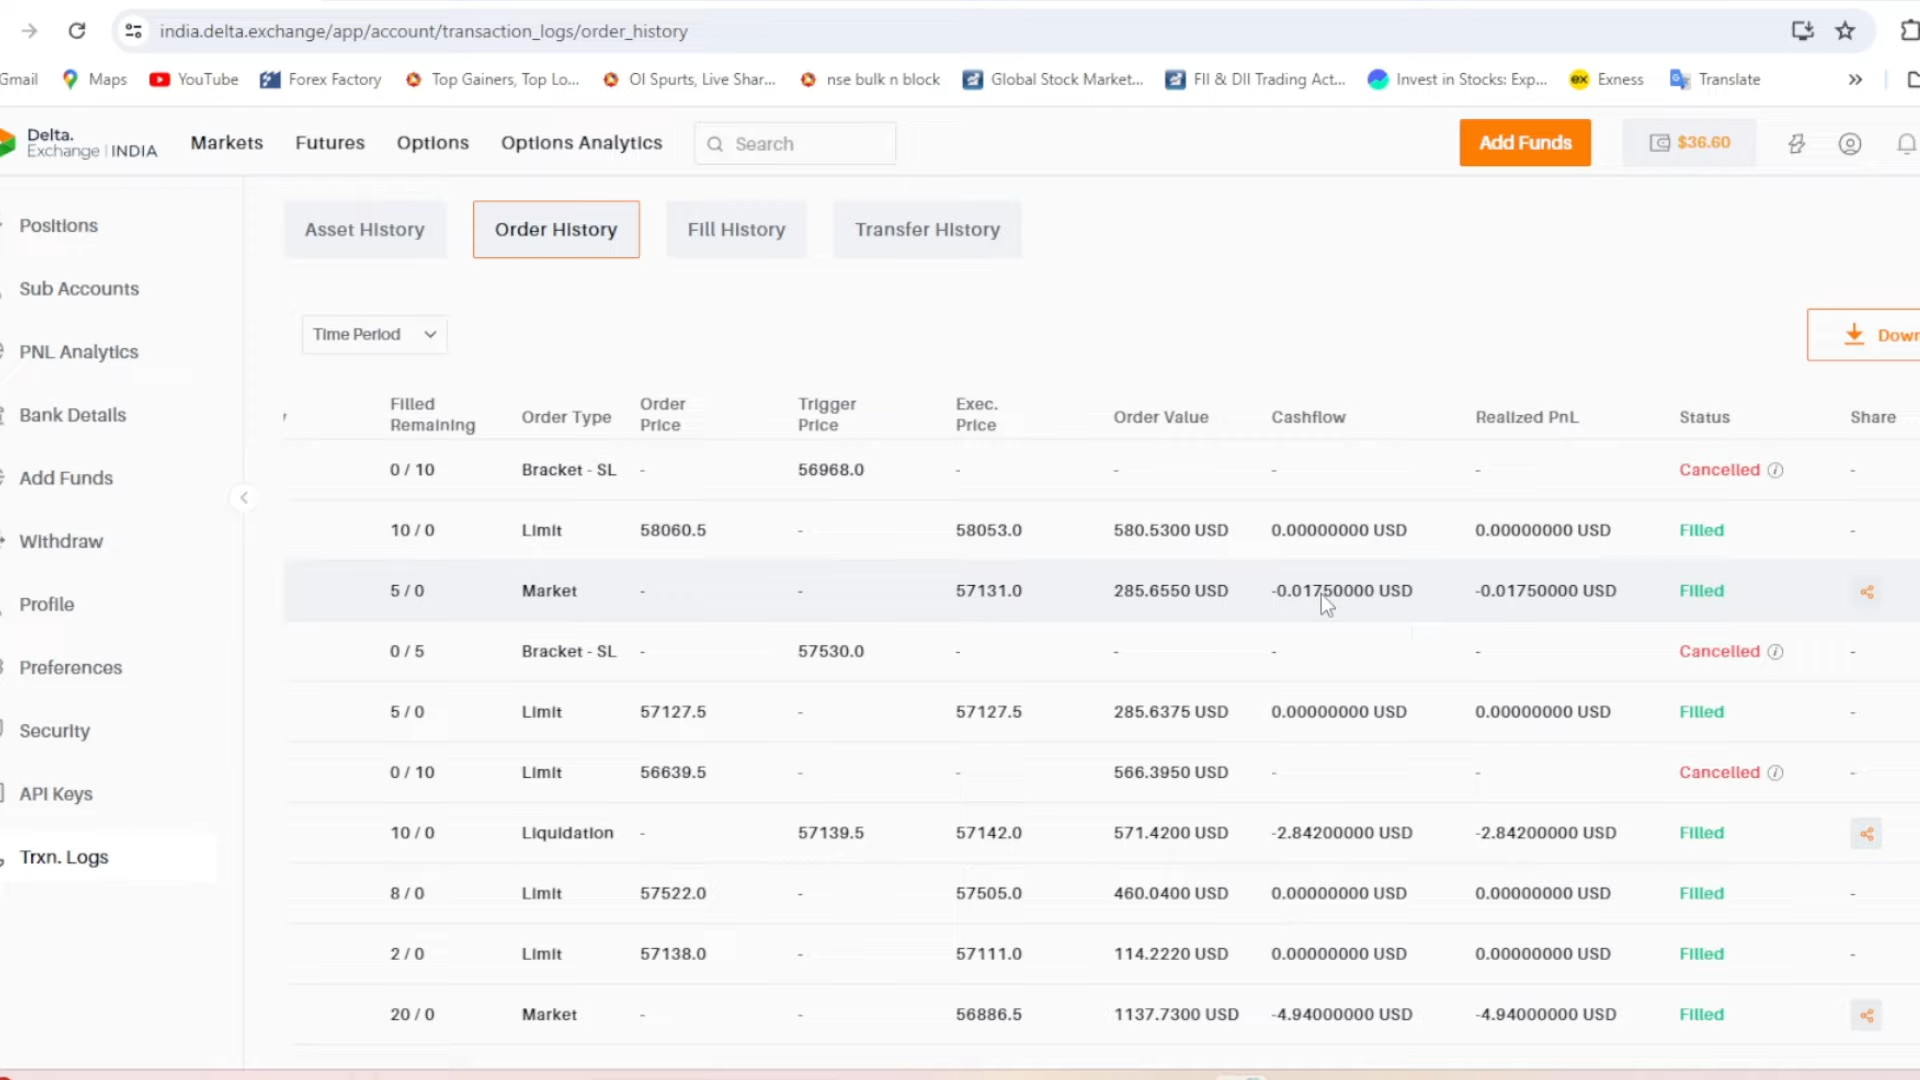 india.delta.exchange/app/account/transaction_logs/order_history
Gmail Maps YouTube Forex Factory Top Gainers, Top Lo... OI Spurts, Live Shar... nse bulk n block Global Stock Market... FII & DII Trading Act... Invest in Stocks: Exp... ex Exness Translate »
Delta.
Exchange | INDIA
Markets Futures Options Options Analytics Search Add Funds $36.60
Positions
Sub Accounts
PNL Analytics
Bank Details
Add Funds
Withdraw
Profile
Preferences
Security
API Keys
Trxn. Logs
Asset History Order History Fill History Transfer History
Time Period
Down
Filled Remaining Order Type Order Price Trigger Price Exec. Price Order Value Cashflow Realized PnL Status Share
0 / 10 Bracket - SL - 56968.0 - - - - Cancelled -
10 / 0 Limit 58060.5 - 58053.0 580.5300 USD 0.00000000 USD 0.00000000 USD Filled -
5 / 0 Market - - 57131.0 285.6550 USD -0.01750000 USD -0.01750000 USD Filled
0 / 5 Bracket - SL - 57530.0 - - - - Cancelled -
5 / 0 Limit 57127.5 - 57127.5 285.6375 USD 0.00000000 USD 0.00000000 USD Filled -
0 / 10 Limit 56639.5 - - 566.3950 USD - - Cancelled -
10 / 0 Liquidation - 57139.5 57142.0 571.4200 USD -2.84200000 USD -2.84200000 USD Filled
8 / 0 Limit 57522.0 - 57505.0 460.0400 USD 0.00000000 USD 0.00000000 USD Filled -
2 / 0 Limit 57138.0 - 57111.0 114.2220 USD 0.00000000 USD 0.00000000 USD Filled -
20 / 0 Market - - 56886.5 1137.7300 USD -4.94000000 USD -4.94000000 USD Filled